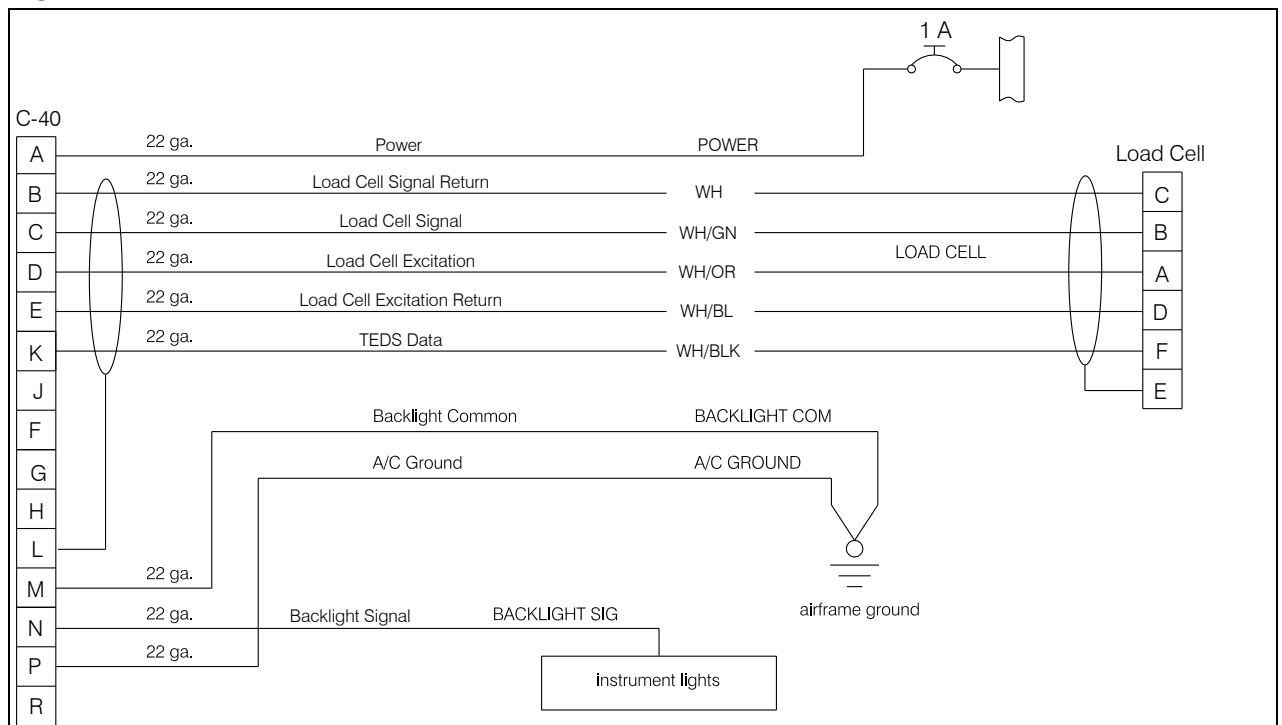 1 A
C-40
A 22 ga. Power POWER
Load Cell
B 22 ga. Load Cell Signal Return WH C
C 22 ga. Load Cell Signal WH/GN B
D 22 ga. Load Cell Excitation WH/OR LOAD CELL A
E 22 ga. Load Cell Excitation Return WH/BL D
K 22 ga. TEDS Data WH/BLK F
J E
F Backlight Common BACKLIGHT COM
G A/C Ground A/C GROUND
H
L
M 22 ga.
airframe ground
N 22 ga. Backlight Signal BACKLIGHT SIG
P 22 ga.
instrument lights
R